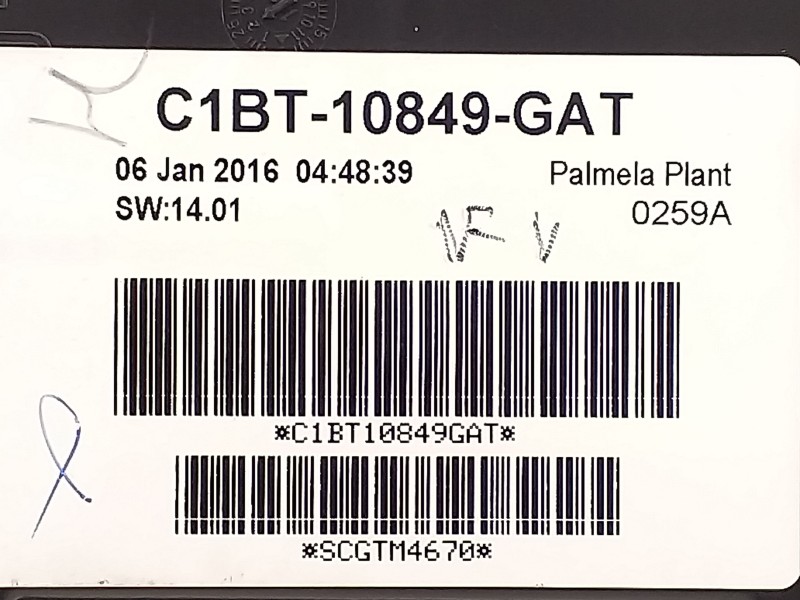 C1BT-10849-GAT
06 Jan 2016 04:48:39 Palmela Plant
SW:14.01 0259A
*C1BT10849GAT*
*SCGTM4670*